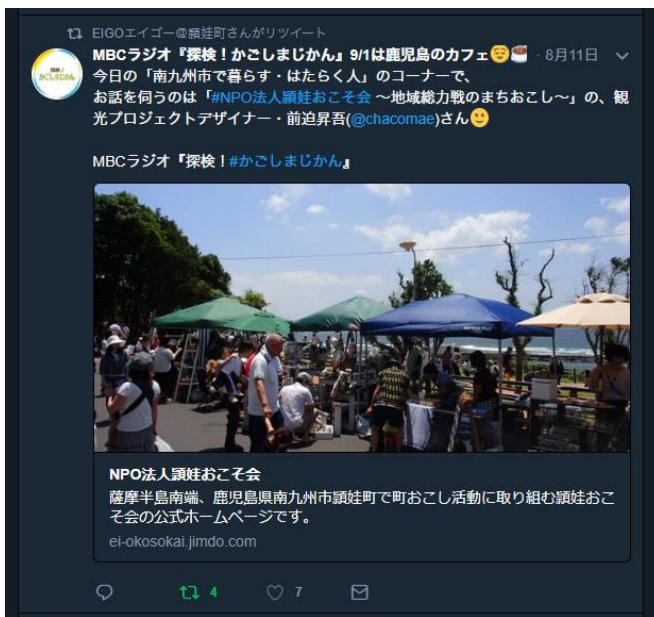 EIGOエイゴー@頴娃町さんがリツイート
探検!
かごしまじかん
MBCラジオ『探検！かごしまじかん』9/1は鹿児島のカフェ😌☕ · 8月11日
今日の「南九州市で暮らす・はたらく人」のコーナーで、
お話を伺うのは「#NPO法人頴娃おこそ会 〜地域総力戦のまちおこし〜」の、観
光プロジェクトデザイナー・前迫昇吾(@chacomae)さん🙂
MBCラジオ『探検！#かごしまじかん』
NPO法人頴娃おこそ会
薩摩半島南端、鹿児島県南九州市頴娃町で町おこし活動に取り組む頴娃おこ
そ会の公式ホームページです。
ei-okosokai.jimdo.com
4
7